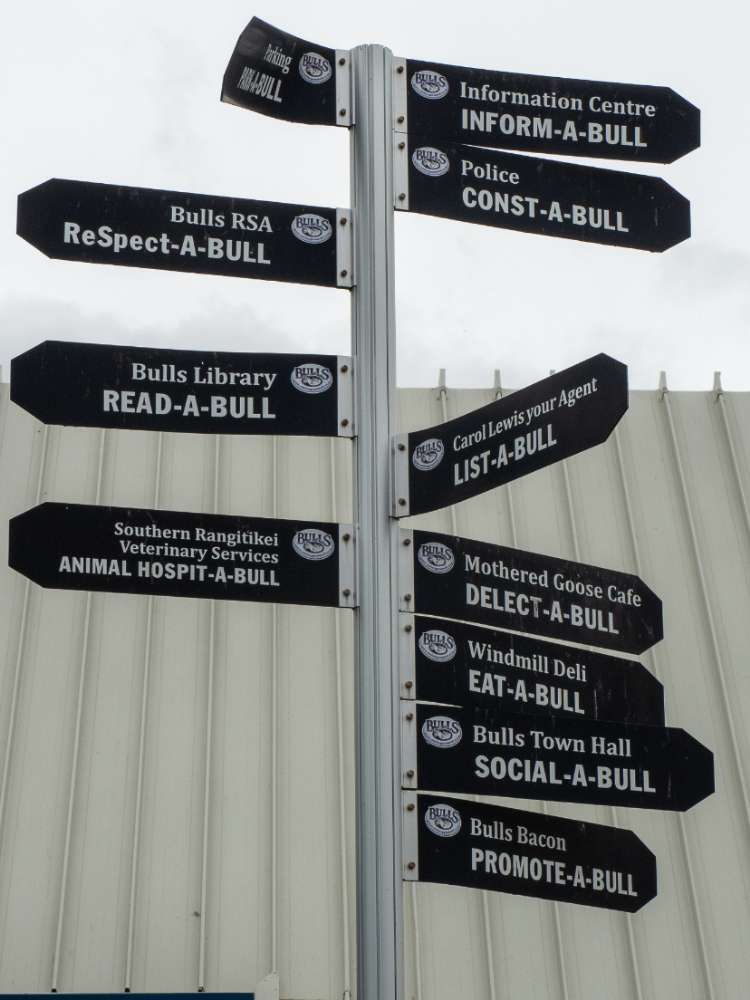 Parking
PARK-A-BULL
BULLS
BULLS
Information Centre
INFORM-A-BULL
BULLS
Police
CONST-A-BULL
Bulls RSA
ReSpect-A-BULL
BULLS
Bulls Library
READ-A-BULL
BULLS
BULLS
Carol Lewis your Agent
LIST-A-BULL
Southern Rangitikei
Veterinary Services
ANIMAL HOSPIT-A-BULL
BULLS
BULLS
Mothered Goose Cafe
DELECT-A-BULL
BULLS
Windmill Deli
EAT-A-BULL
BULLS
Bulls Town Hall
SOCIAL-A-BULL
BULLS
Bulls Bacon
PROMOTE-A-BULL